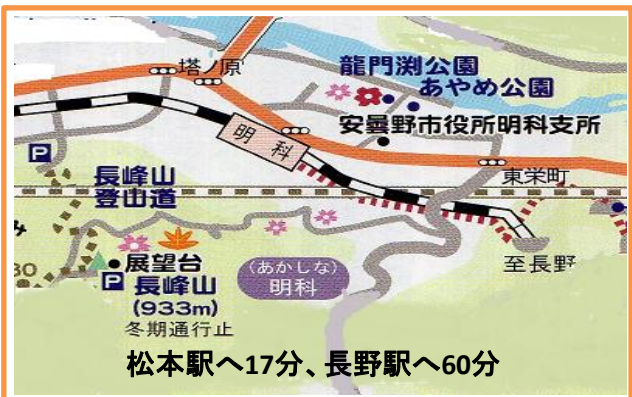 塔ノ原
龍門渕公園
あやめ公園
安曇野市役所明科支所
明科
P
長峰山
登山道
東栄町
み
30
展望台
P
長峰山
(933m)
冬期通行止
(あかしな)
明科
至長野
松本駅へ17分、長野駅へ60分